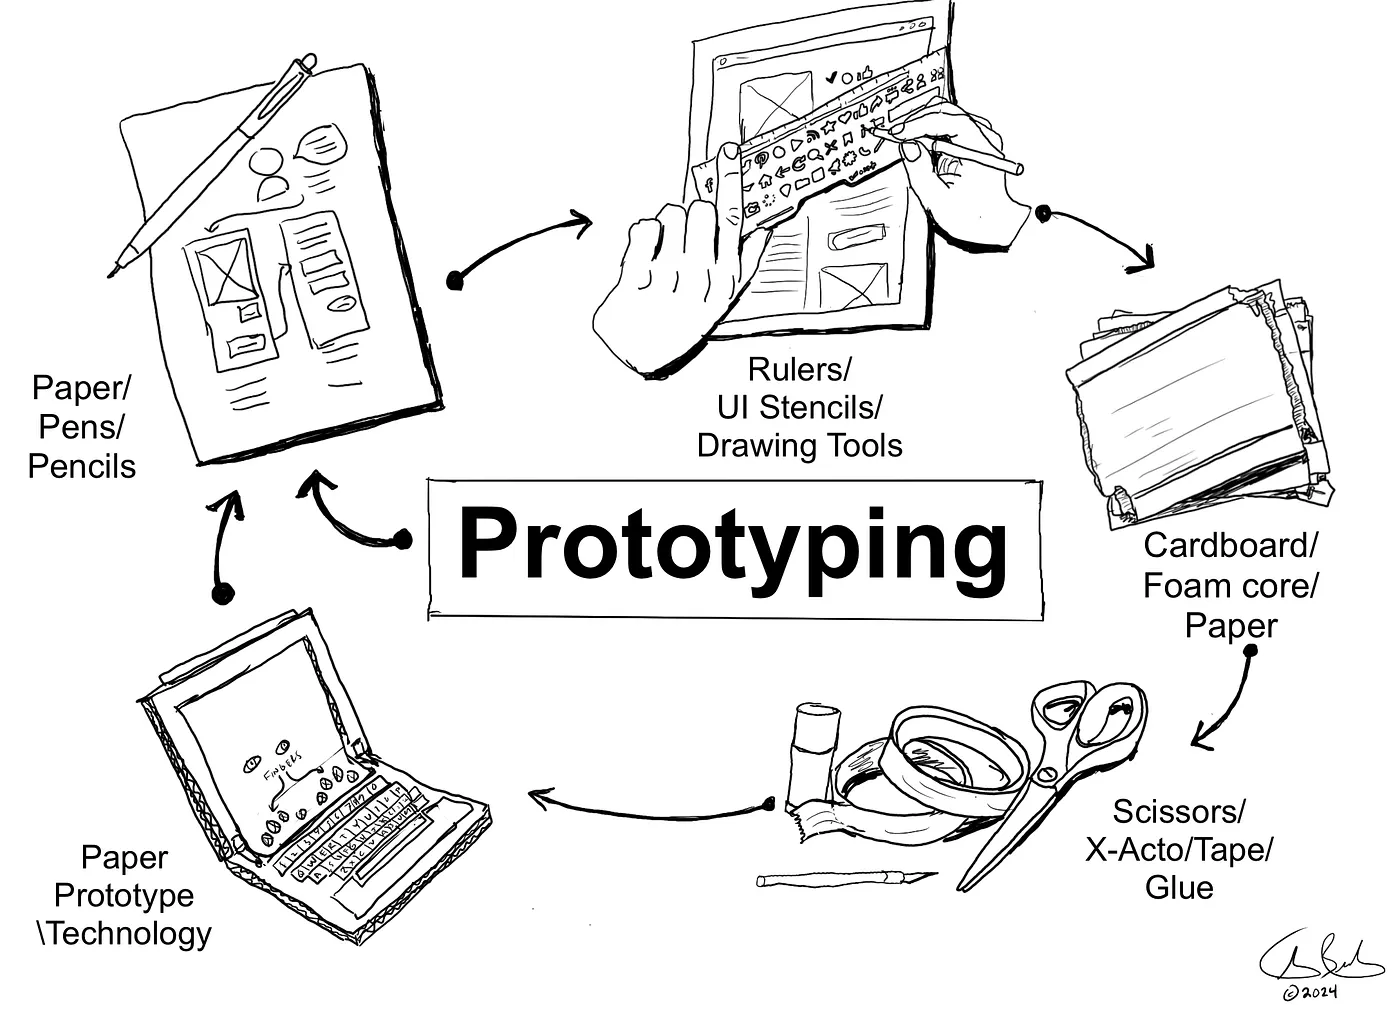 Paper/
Pens/
Pencils
Rulers/
UI Stencils/
Drawing Tools
Prototyping
Cardboard/
Foam core/
Paper
Scissors/
X-Acto/Tape/
Glue
FINGERS
Paper
Prototype
\Technology
©2024